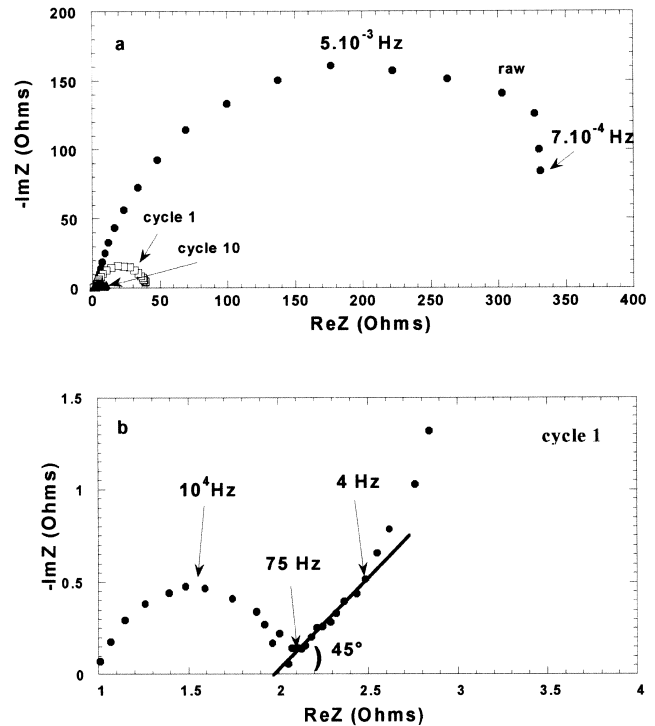 a
5.10⁻³ Hz
raw
7.10⁻⁴ Hz
cycle 1
cycle 10
200
150
100
50
0
-ImZ (Ohms)
0 50 100 150 200 250 300 350 400
ReZ (Ohms)
b
cycle 1
10⁴Hz
4 Hz
75 Hz
45°
1.5
1
0.5
0
-ImZ (Ohms)
1 1.5 2 2.5 3 3.5 4
ReZ (Ohms)